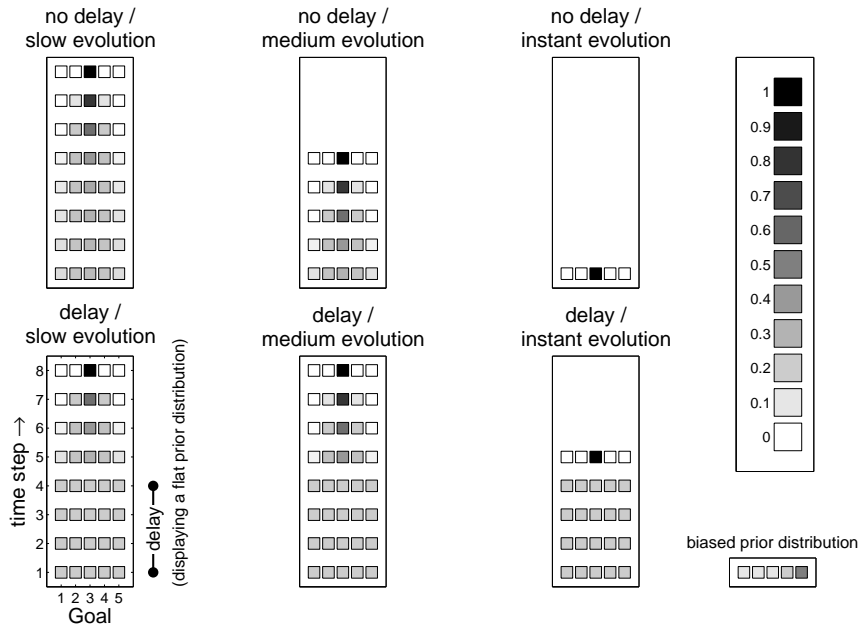 no delay /
slow evolution
no delay /
medium evolution
no delay /
instant evolution
1
0.9
0.8
0.7
0.6
0.5
0.4
0.3
0.2
0.1
0
delay /
slow evolution
delay /
medium evolution
delay /
instant evolution
8
7
6
5
4
3
2
1
time step →
1 2 3 4 5
Goal
delay
(displaying a flat prior distribution)
biased prior distribution